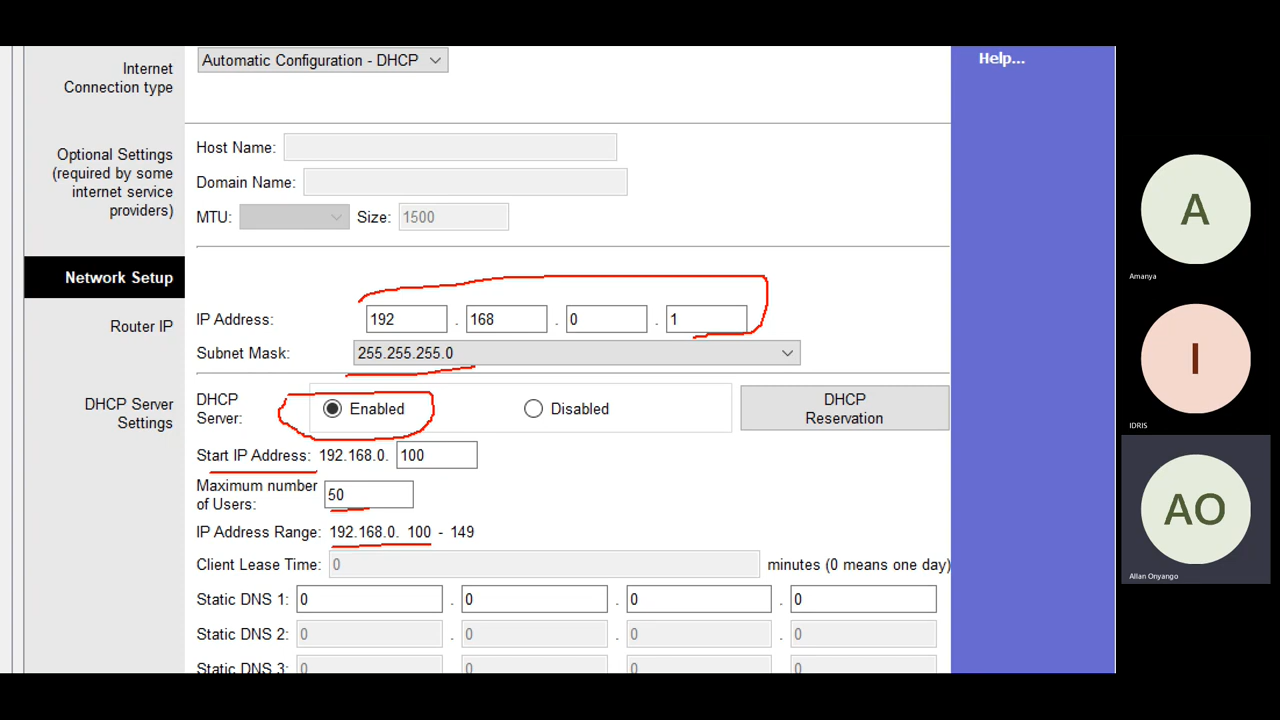 Internet
Connection type
Automatic Configuration - DHCP
Help...
Optional Settings
(required by some
internet service
providers)
Host Name:
Domain Name:
MTU:
Size: 1500
Network Setup
Router IP
IP Address: 192 . 168 . 0 . 1
Subnet Mask: 255.255.255.0
DHCP Server
Settings
DHCP
Server:
Enabled
Disabled
DHCP
Reservation
Start IP Address: 192.168.0. 100
Maximum number
of Users: 50
IP Address Range: 192.168.0. 100 - 149
Client Lease Time: 0 minutes (0 means one day)
Static DNS 1: 0 . 0 . 0 . 0
Static DNS 2: 0 . 0 . 0 . 0
Static DNS 3: 0 0 0 0
A
Amanya
I
IDRIS
AO
Allan Onyango